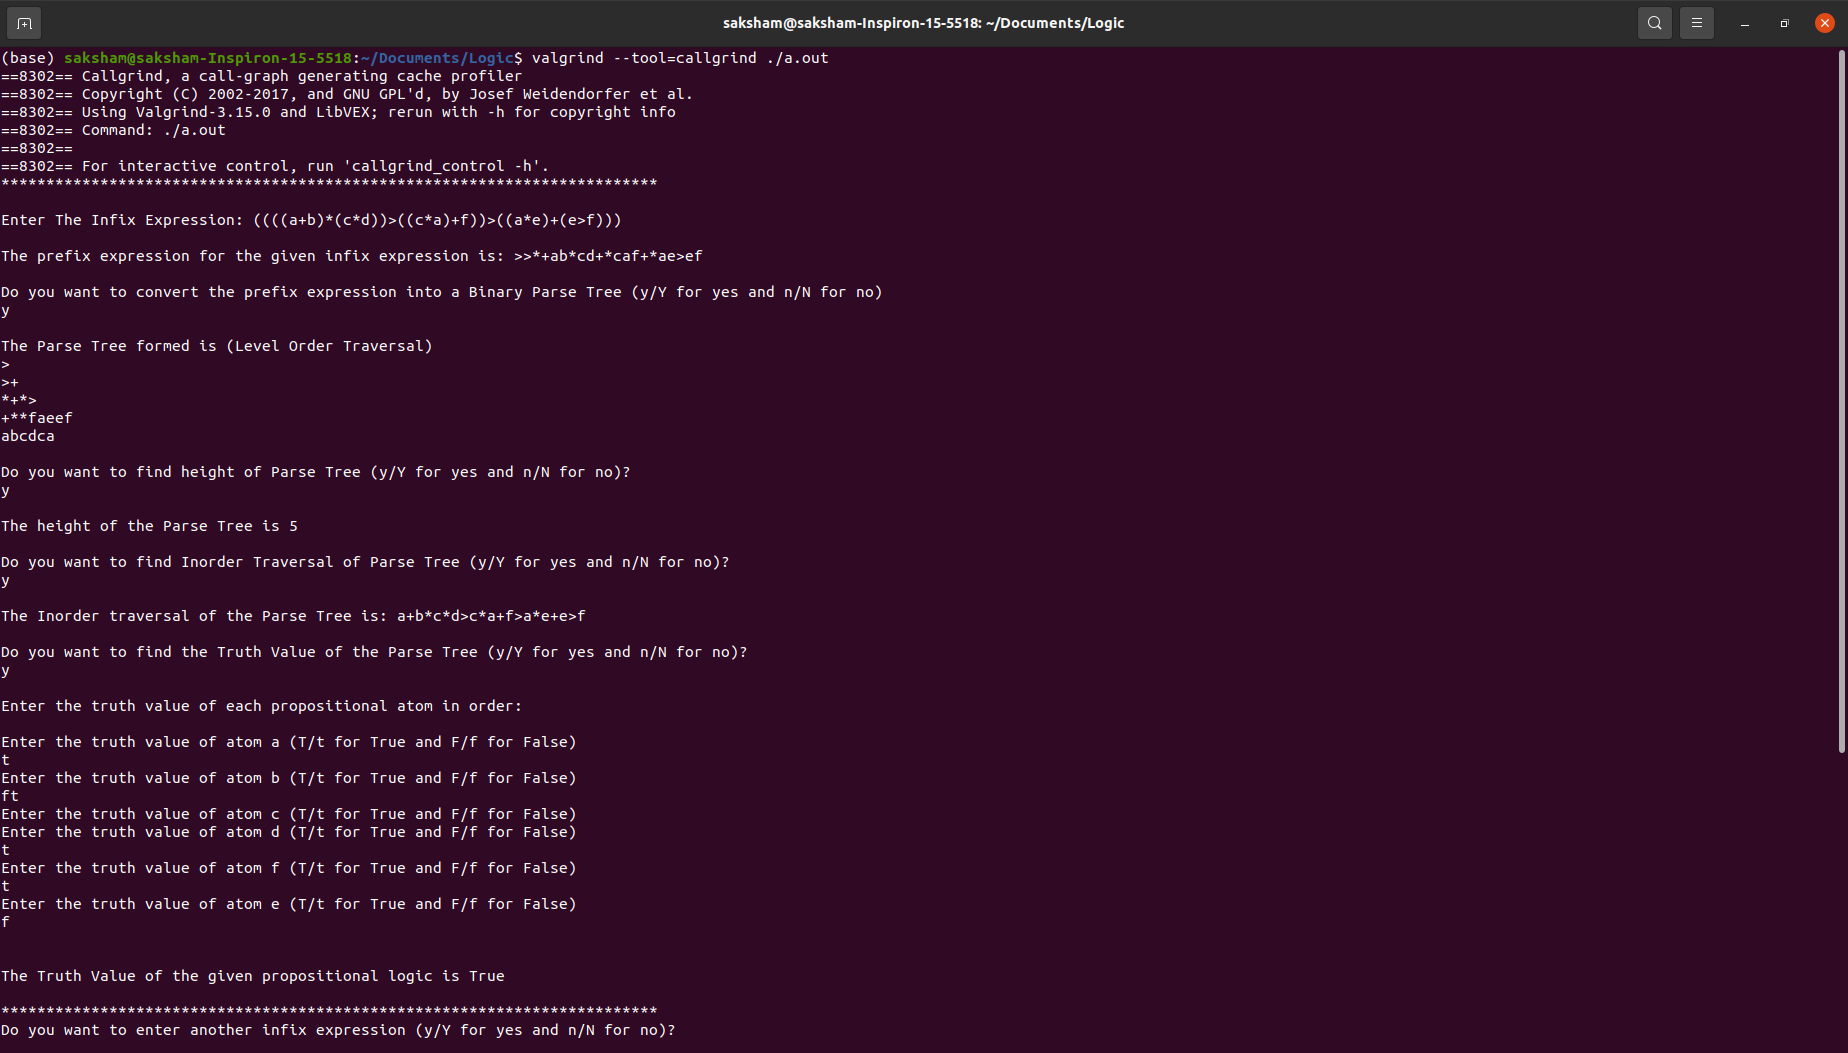 saksham@saksham-Inspiron-15-5518: ~/Documents/Logic
(base) saksham@saksham-Inspiron-15-5518:~/Documents/Logic$ valgrind --tool=callgrind ./a.out
==8302== Callgrind, a call-graph generating cache profiler
==8302== Copyright (C) 2002-2017, and GNU GPL'd, by Josef Weidendorfer et al.
==8302== Using Valgrind-3.15.0 and LibVEX; rerun with -h for copyright info
==8302== Command: ./a.out
==8302==
==8302== For interactive control, run 'callgrind_control -h'.
*************************************************************************
Enter The Infix Expression: ((((a+b)*(c*d))>((c*a)+f))>((a*e)+(e>f)))
The prefix expression for the given infix expression is: >>*+ab*cd+*caf+*ae>ef
Do you want to convert the prefix expression into a Binary Parse Tree (y/Y for yes and n/N for no)
y
The Parse Tree formed is (Level Order Traversal)
>
>+
*+*>
+**faeef
abcdca
Do you want to find height of Parse Tree (y/Y for yes and n/N for no)?
y
The height of the Parse Tree is 5
Do you want to find Inorder Traversal of Parse Tree (y/Y for yes and n/N for no)?
y
The Inorder traversal of the Parse Tree is: a+b*c*d>c*a+f>a*e+e>f
Do you want to find the Truth Value of the Parse Tree (y/Y for yes and n/N for no)?
y
Enter the truth value of each propositional atom in order:
Enter the truth value of atom a (T/t for True and F/f for False)
t
Enter the truth value of atom b (T/t for True and F/f for False)
ft
Enter the truth value of atom c (T/t for True and F/f for False)
Enter the truth value of atom d (T/t for True and F/f for False)
t
Enter the truth value of atom f (T/t for True and F/f for False)
t
Enter the truth value of atom e (T/t for True and F/f for False)
f
The Truth Value of the given propositional logic is True
*************************************************************************
Do you want to enter another infix expression (y/Y for yes and n/N for no)?